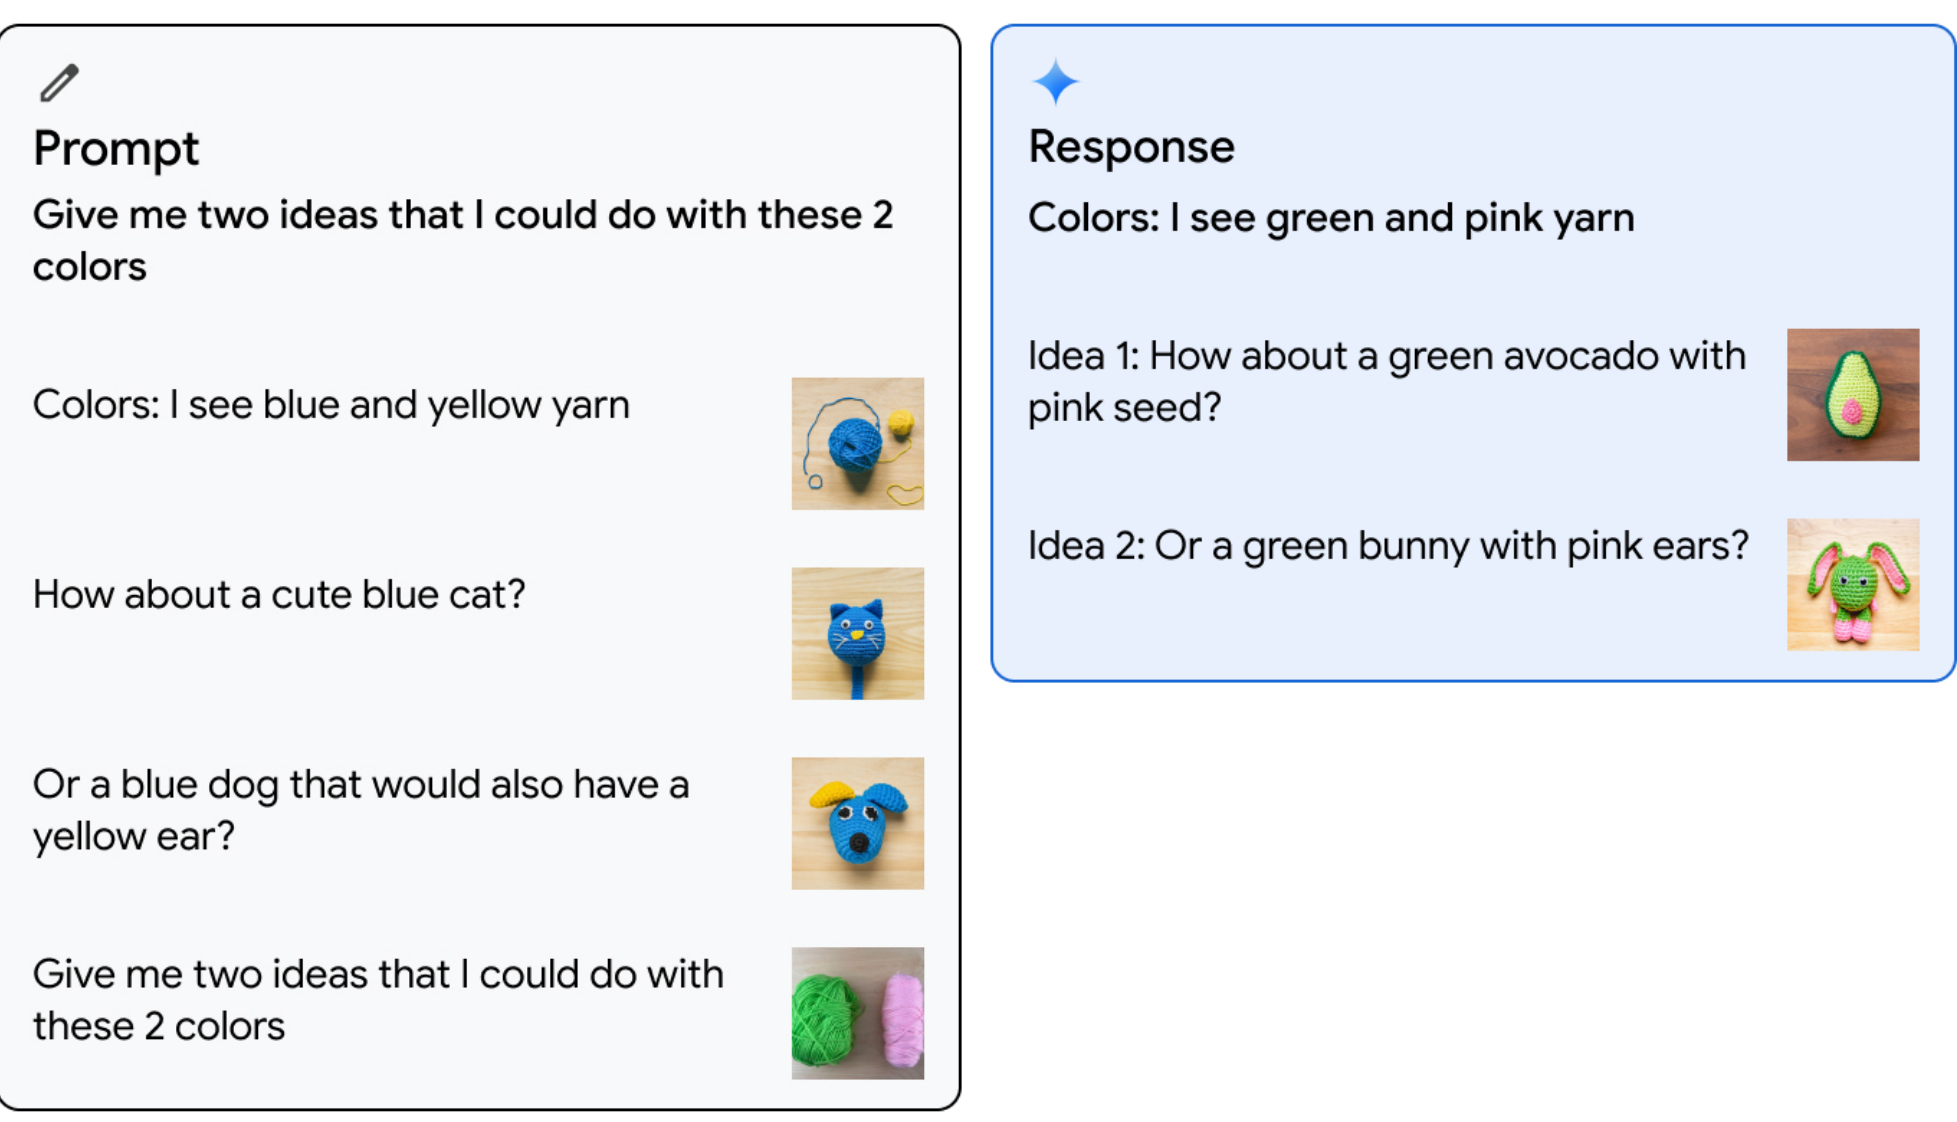 Prompt
Give me two ideas that I could do with these 2
colors
Colors: I see blue and yellow yarn
How about a cute blue cat?
Or a blue dog that would also have a
yellow ear?
Give me two ideas that I could do with
these 2 colors
Response
Colors: I see green and pink yarn
Idea 1: How about a green avocado with
pink seed?
Idea 2: Or a green bunny with pink ears?